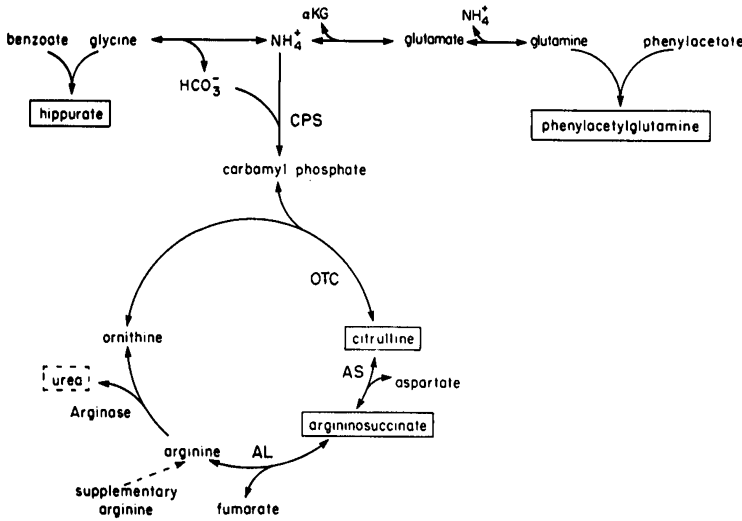 αKG
NH₄⁺
benzoate glycine NH₄⁺ glutamate glutamine phenylacetate
HCO₃⁻
hippurate
CPS
phenylacetylglutamine
carbamyl phosphate
OTC
ornithine
citrulline
urea
AS
aspartate
Arginase
argininosuccinate
arginine
AL
supplementary
arginine
fumarate